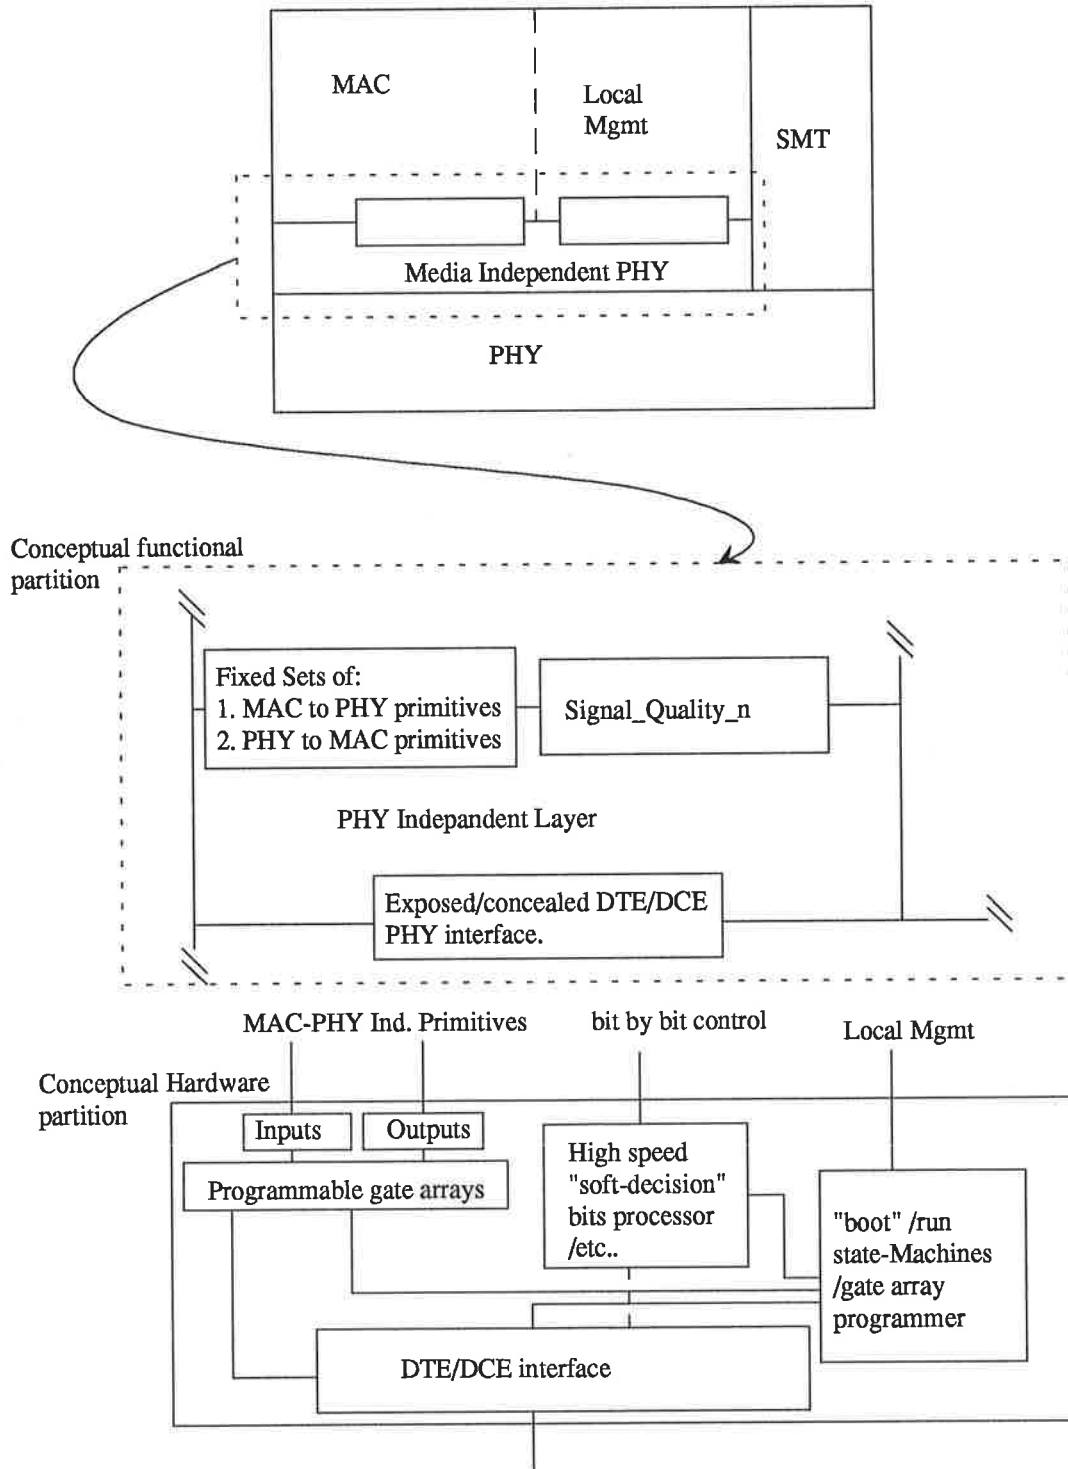 MAC
Local
Mgmt
SMT
Media Independent PHY
PHY
Conceptual functional
partition
Fixed Sets of:
1. MAC to PHY primitives
2. PHY to MAC primitives
Signal_Quality_n
PHY Indepandent Layer
Exposed/concealed DTE/DCE
PHY interface.
MAC-PHY Ind. Primitives
bit by bit control
Local Mgmt
Conceptual Hardware
partition
Inputs
Outputs
Programmable gate arrays
High speed
"soft-decision"
bits processor
/etc..
"boot" /run
state-Machines
/gate array
programmer
DTE/DCE interface